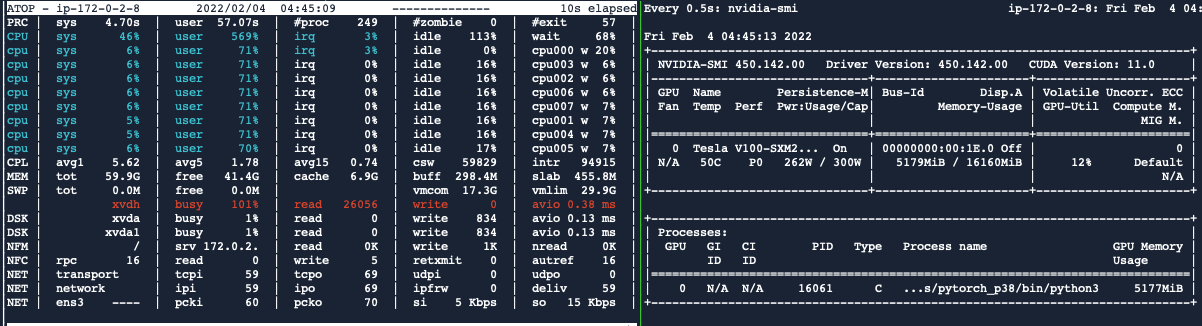 ATOP - ip-172-0-2-8 2022/02/04 04:45:09 -------------- 10s elapsed
PRC | sys 4.70s | user 57.07s | #proc 249 | #zombie 0 | #exit 57
CPU | sys 46% | user 569% | irq 3% | idle 113% | wait 68%
cpu | sys 6% | user 71% | irq 3% | idle 0% | cpu000 w 20%
cpu | sys 6% | user 71% | irq 0% | idle 16% | cpu003 w 6%
cpu | sys 6% | user 71% | irq 0% | idle 16% | cpu002 w 6%
cpu | sys 6% | user 71% | irq 0% | idle 16% | cpu006 w 6%
cpu | sys 6% | user 71% | irq 0% | idle 16% | cpu007 w 7%
cpu | sys 5% | user 71% | irq 0% | idle 16% | cpu001 w 7%
cpu | sys 5% | user 71% | irq 0% | idle 16% | cpu004 w 7%
cpu | sys 6% | user 70% | irq 0% | idle 17% | cpu005 w 7%
CPL | avg1 5.62 | avg5 1.78 | avg15 0.74 | csw 59829 | intr 94915
MEM | tot 59.9G | free 41.4G | cache 6.9G | buff 298.4M | slab 455.8M
SWP | tot 0.0M | free 0.0M | | vmcom 17.3G | vmlim 29.9G
xvdh | busy 101% | read 26056 | write 0 | avio 0.38 ms
DSK | xvda | busy 1% | read 0 | write 834 | avio 0.13 ms
DSK | xvda1 | busy 1% | read 0 | write 834 | avio 0.13 ms
NFM | / | srv 172.0.2. | read 0K | write 1K | nread 0K
NFC | rpc 16 | read 0 | write 5 | retxmit 0 | autref 16
NET | transport | tcpi 59 | tcpo 69 | udpi 0 | udpo 0
NET | network | ipi 59 | ipo 69 | ipfrw 0 | deliv 59
NET | ens3 ---- | pcki 60 | pcko 70 | si 5 Kbps | so 15 Kbps
Every 0.5s: nvidia-smi ip-172-0-2-8: Fri Feb 4 04:
Fri Feb 4 04:45:13 2022
NVIDIA-SMI 450.142.00 Driver Version: 450.142.00 CUDA Version: 11.0
GPU Name Persistence-M| Bus-Id Disp.A | Volatile Uncorr. ECC
Fan Temp Perf Pwr:Usage/Cap| Memory-Usage | GPU-Util Compute M.
MIG M.
0 Tesla V100-SXM2... On | 00000000:00:1E.0 Off | 0
N/A 50C P0 262W / 300W | 5179MiB / 16160MiB | 12% Default
N/A
Processes:
GPU GI CI PID Type Process name GPU Memory
ID ID Usage
0 N/A N/A 16061 C ...s/pytorch_p38/bin/python3 5177MiB